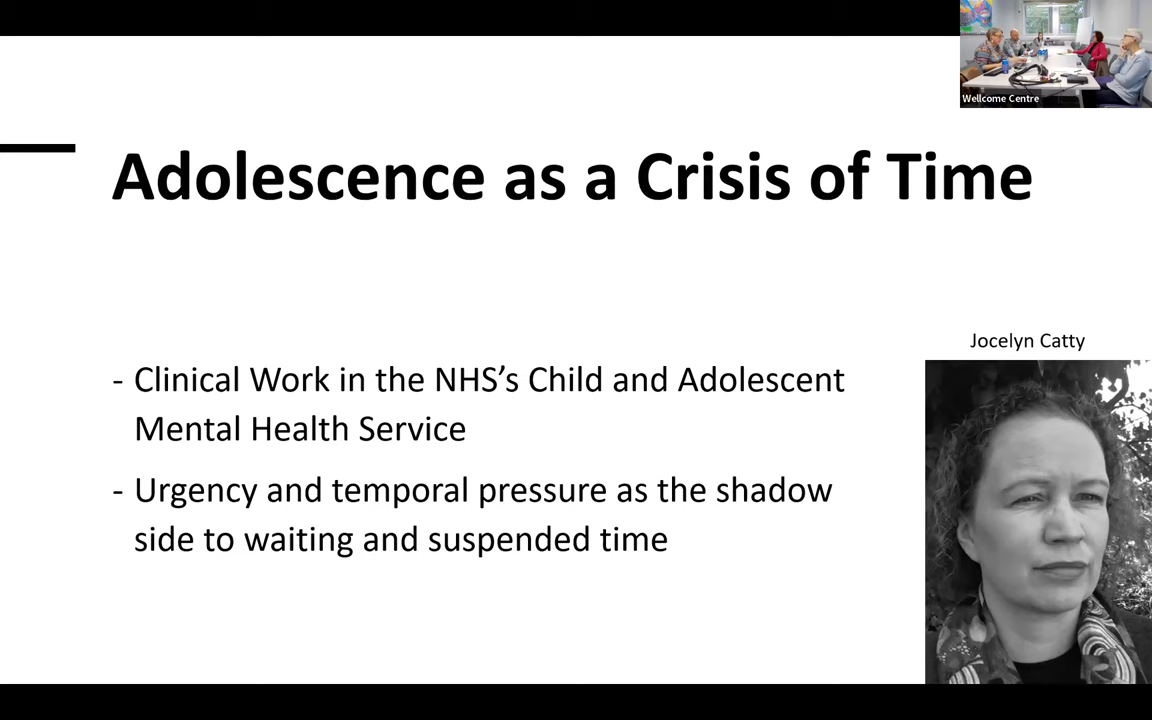 Wellcome Centre
Adolescence as a Crisis of Time
Jocelyn Catty
- Clinical Work in the NHS’s Child and Adolescent
Mental Health Service
- Urgency and temporal pressure as the shadow
side to waiting and suspended time